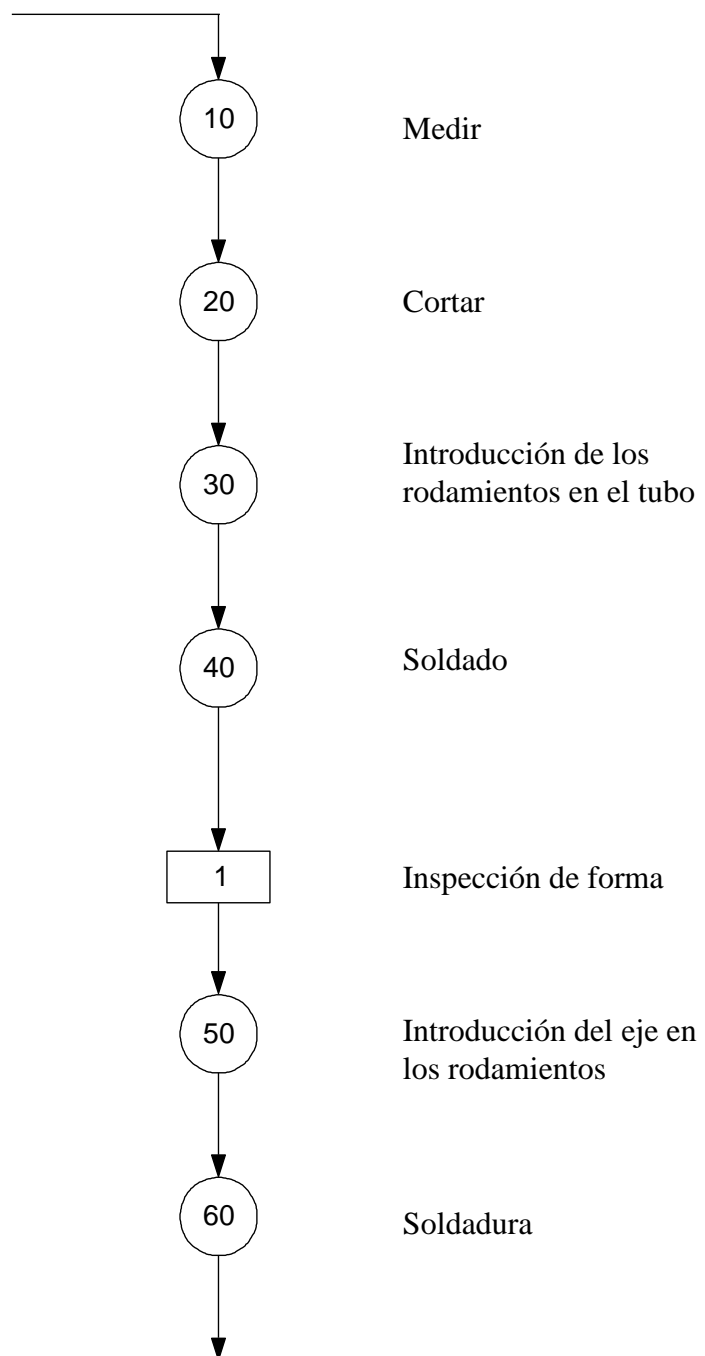 10
Medir
20
Cortar
30
Introducción de los
rodamientos en el tubo
40
Soldado
1
Inspección de forma
50
Introducción del eje en
los rodamientos
60
Soldadura